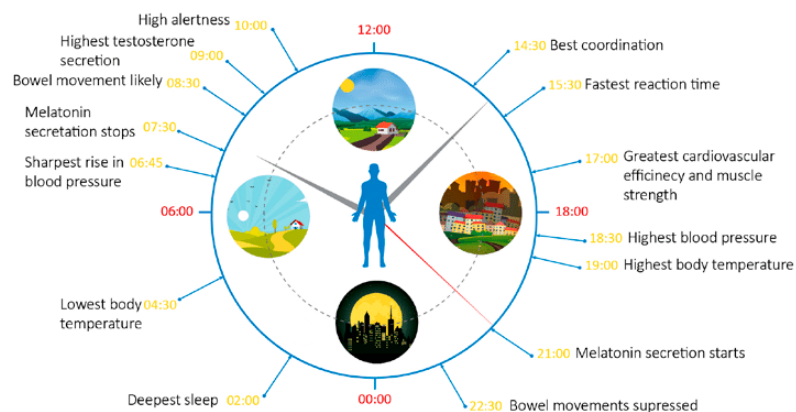 12:00
High alertness 10:00
Highest testosterone
secretion 09:00
Bowel movement likely 08:30
Melatonin
secretation stops 07:30
Sharpest rise in
blood pressure 06:45
06:00
Lowest body
temperature 04:30
Deepest sleep 02:00
00:00
14:30 Best coordination
15:30 Fastest reaction time
17:00 Greatest cardiovascular
efficinecy and muscle
strength
18:00
18:30 Highest blood pressure
19:00 Highest body temperature
21:00 Melatonin secretion starts
22:30 Bowel movements supressed